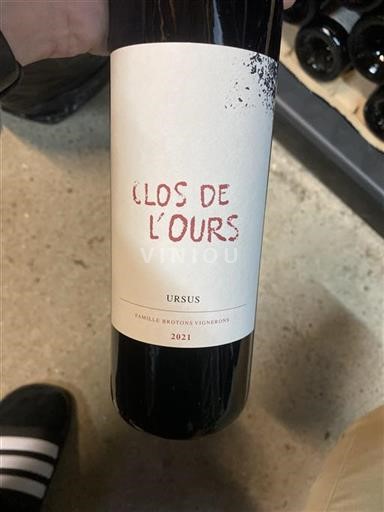 CLOS DE
L'OURS
VINIOU
URSUS
FAMILLE BROTONS VIGNERONS
2021